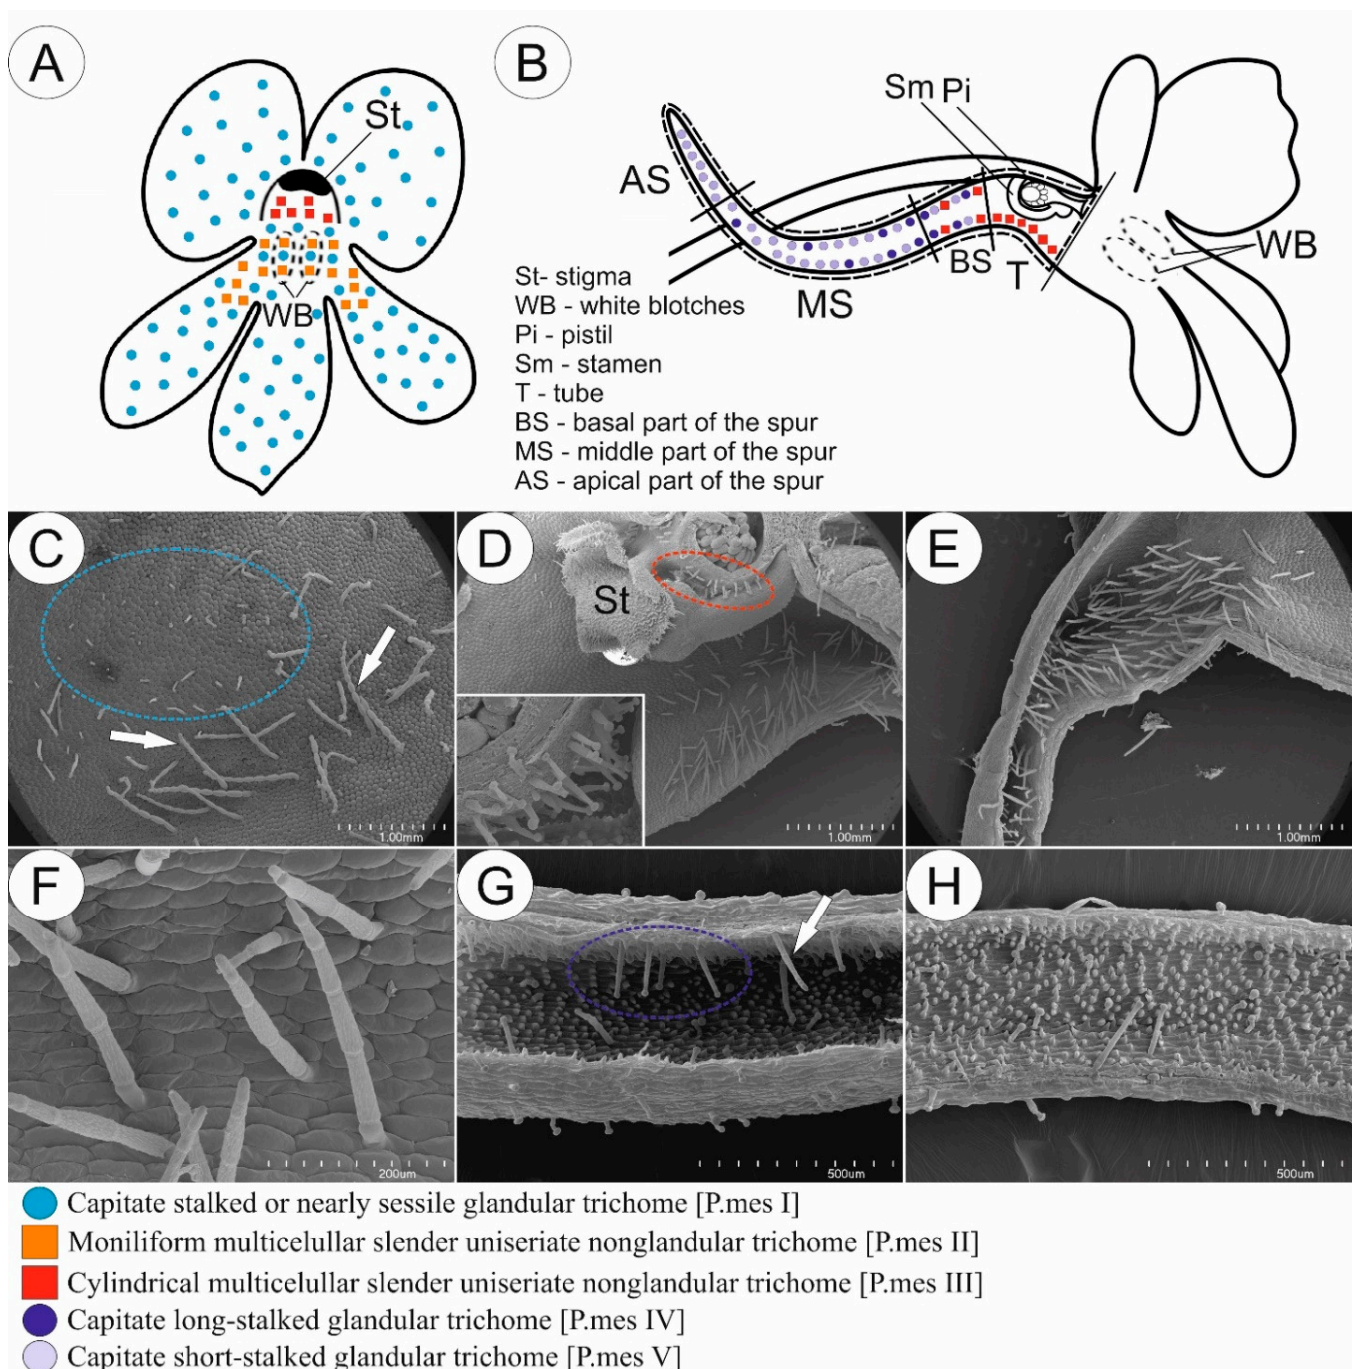 A
St
WB
B
Sm Pi
AS
MS
BS
T
WB
St- stigma
WB - white blotches
Pi - pistil
Sm - stamen
T - tube
BS - basal part of the spur
MS - middle part of the spur
AS - apical part of the spur
C
1.00mm
D
St
1.00mm
E
1.00mm
F
200um
G
500um
H
500um
Capitate stalked or nearly sessile glandular trichome [P.mes I]
Moniliform multicelullar slender uniseriate nonglandular trichome [P.mes II]
Cylindrical multicelullar slender uniseriate nonglandular trichome [P.mes III]
Capitate long-stalked glandular trichome [P.mes IV]
Capitate short-stalked glandular trichome [P.mes V]